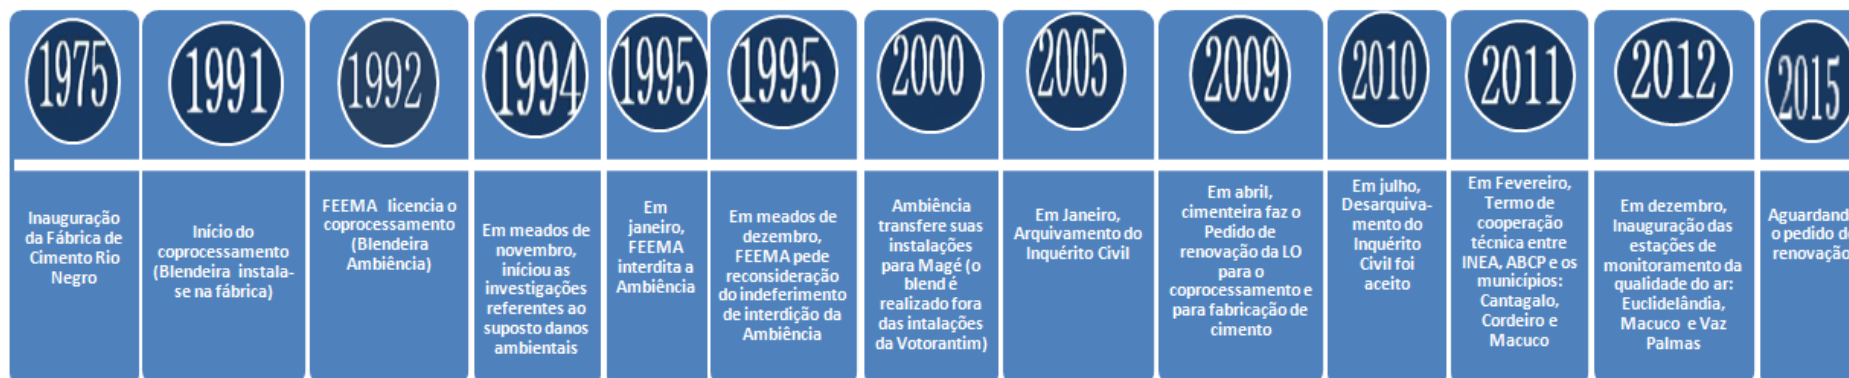 1975
Inauguração
da Fábrica de
Cimento Rio
Negro
1991
Início do
coprocessamento
(Blendeira instala-
se na fábrica)
1992
FEEMA licencia o
coprocessamento
(Blendeira
Ambiência)
1994
Em meados de
novembro,
iníciou as
investigações
referentes ao
suposto danos
ambientais
1995
Em
janeiro,
FEEMA
interdita a
Ambiência
1995
Em meados de
dezembro,
FEEMA pede
reconsideração
do indeferimento
de interdição da
Ambiência
2000
Ambiência
transfere suas
instalações
para Magé (o
blend é
realizado fora
das intalações
da Votorantim)
2005
Em Janeiro,
Arquivamento do
Inquérito Civil
2009
Em abril,
cimenteira faz o
Pedido de
renovação da LO
para o
coprocessamento e
para fabricação de
cimento
2010
Em julho,
Desarquiva-
mento do
Inquérito
Civil foi
aceito
2011
Em Fevereiro,
Termo de
cooperação
técnica entre
INEA, ABCP e os
municípios:
Cantagalo,
Cordeiro e
Macuco
2012
Em dezembro,
Inauguração das
estações de
monitoramento da
qualidade do ar:
Euclidelândia,
Macuco e Vaz
Palmas
2015
Aguardand
o pedido d
renovação